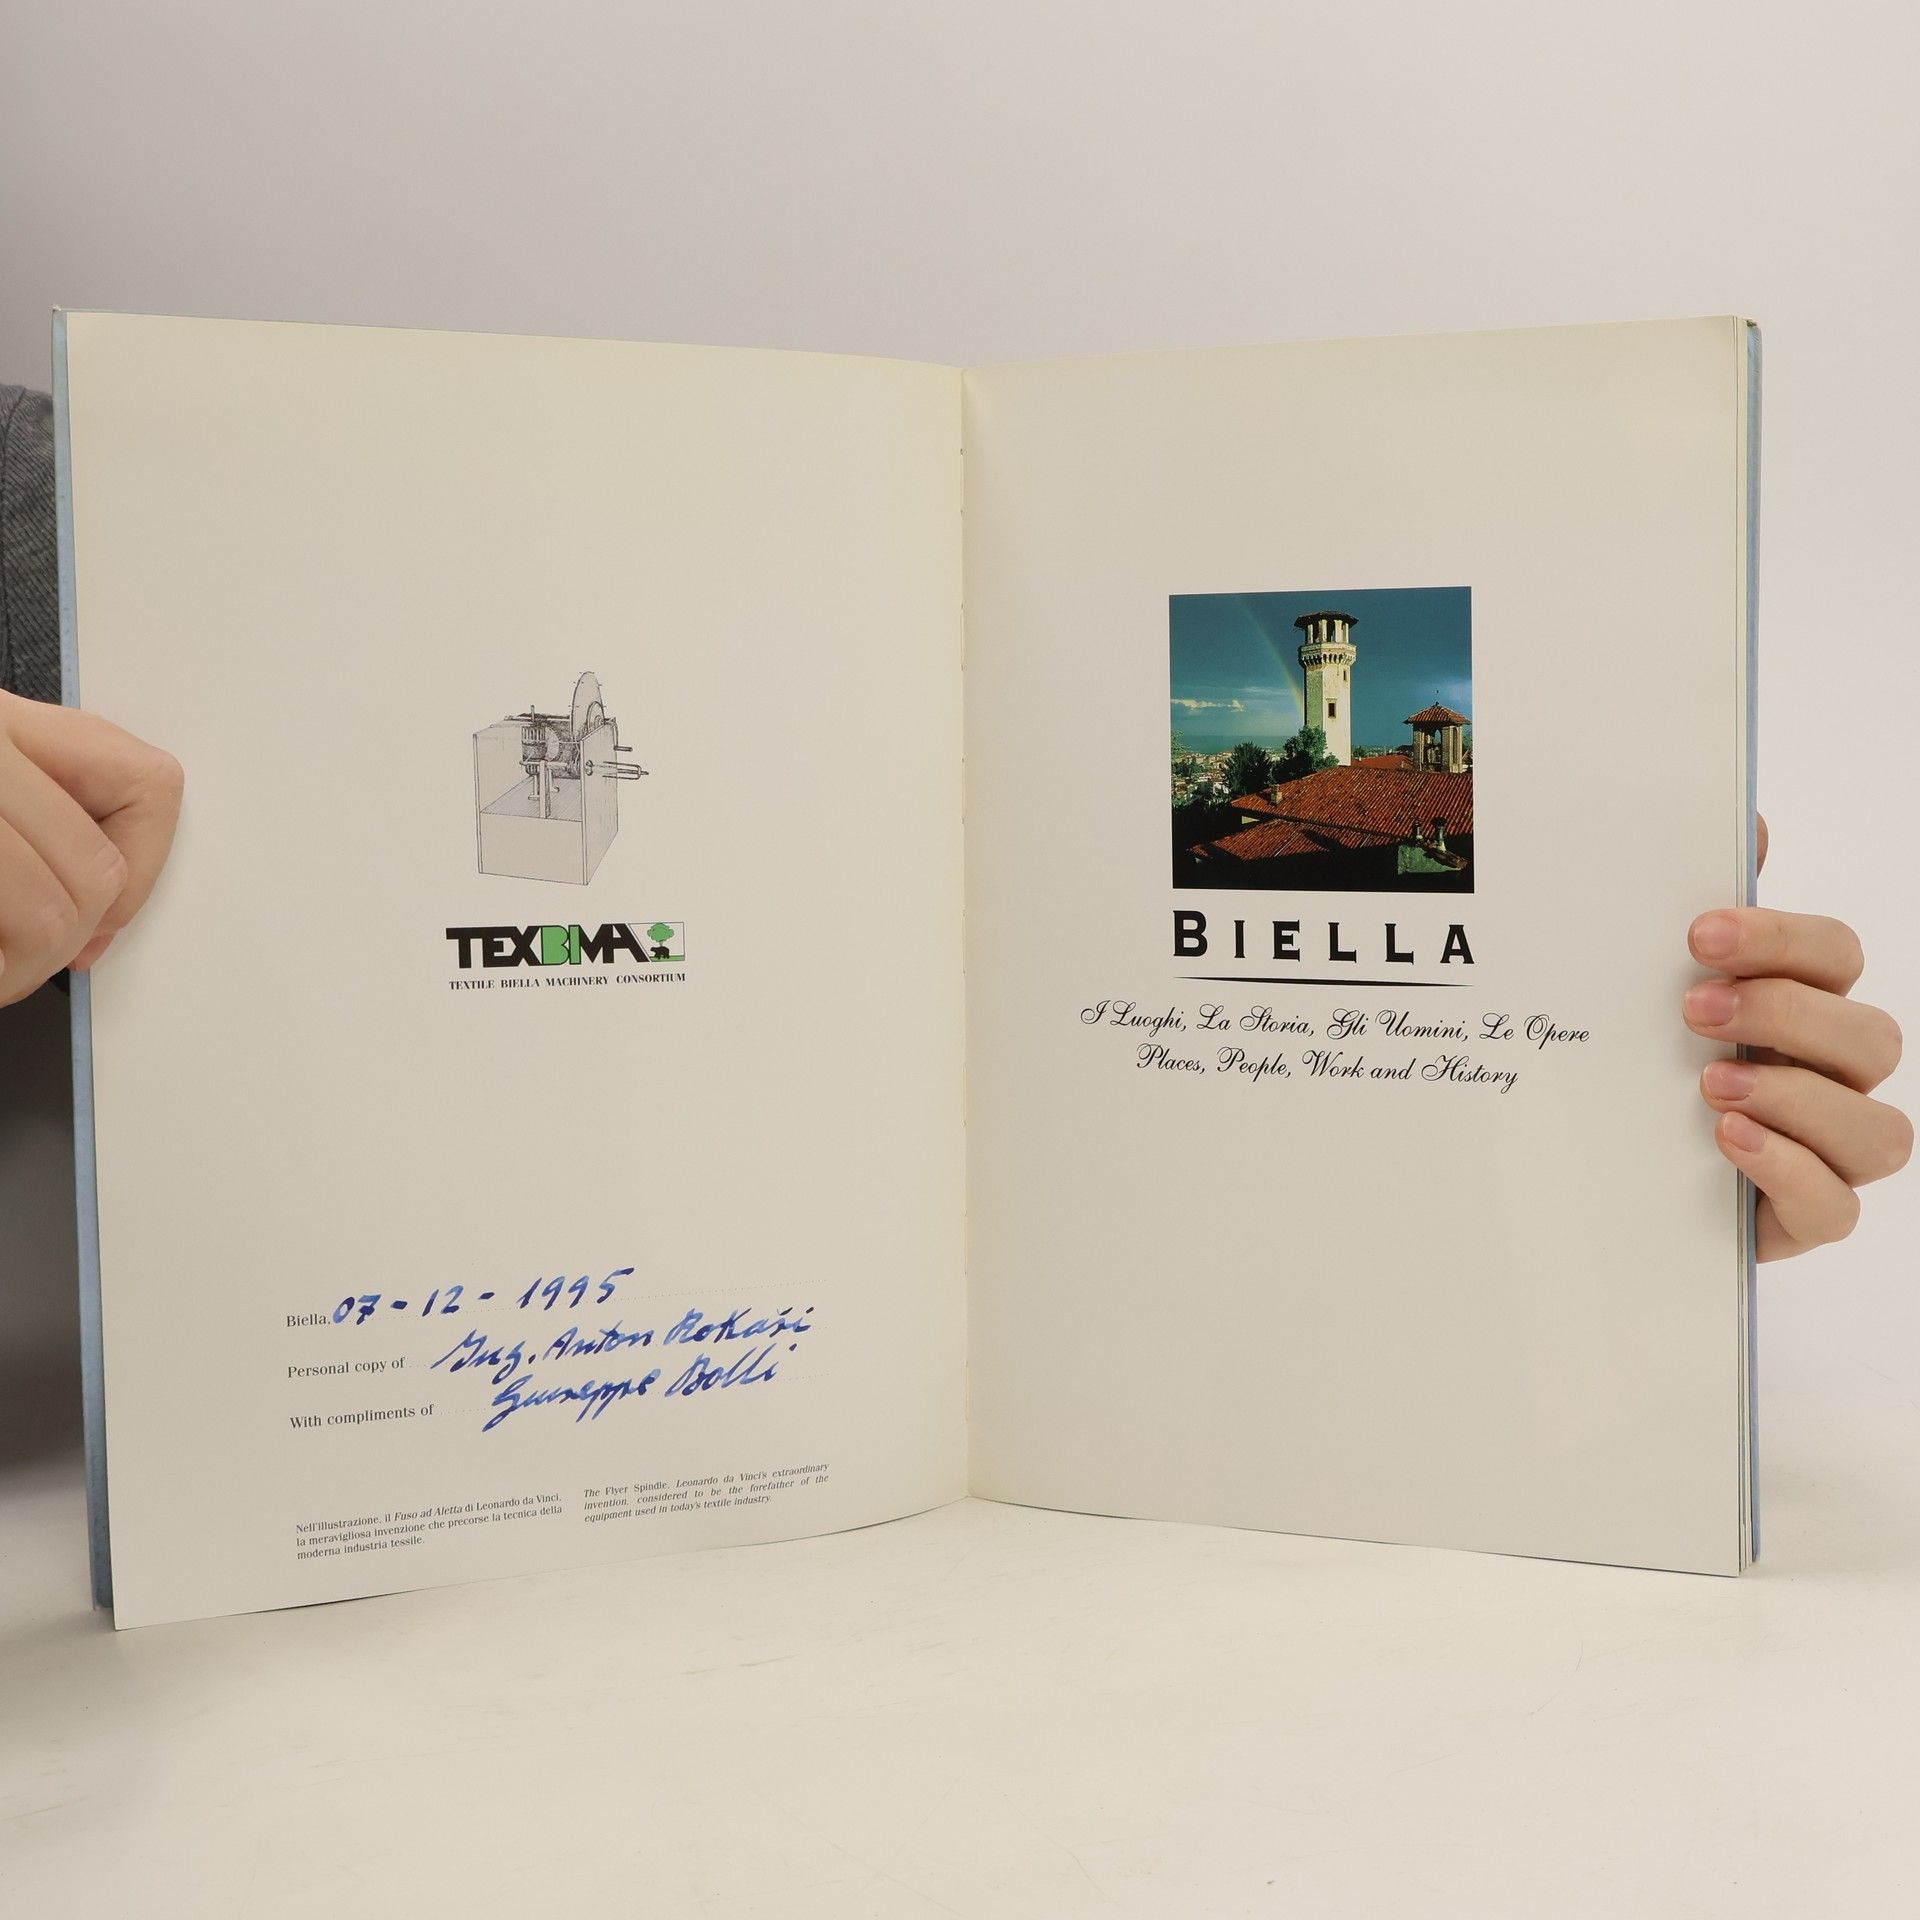 TEXBIMA
TEXTILE BIELLA MACHINERY CONSORTIUM
Biella, 07-12-1995
Personal copy of Ing. Anton Rokaši
With compliments of Giuseppe Bolli
Nell'illustrazione, il Fuso ad Aletta di Leonardo da Vinci,
la meravigliosa invenzione che precorse la tecnica della
moderna industria tessile.
The Flyer Spindle, Leonardo da Vinci's extraordinary
invention, considered to be the forefather of the
equipment used in today's textile industry.
BIELLA
I Luoghi, La Storia, Gli Uomini, Le Opere
Places, People, Work and History